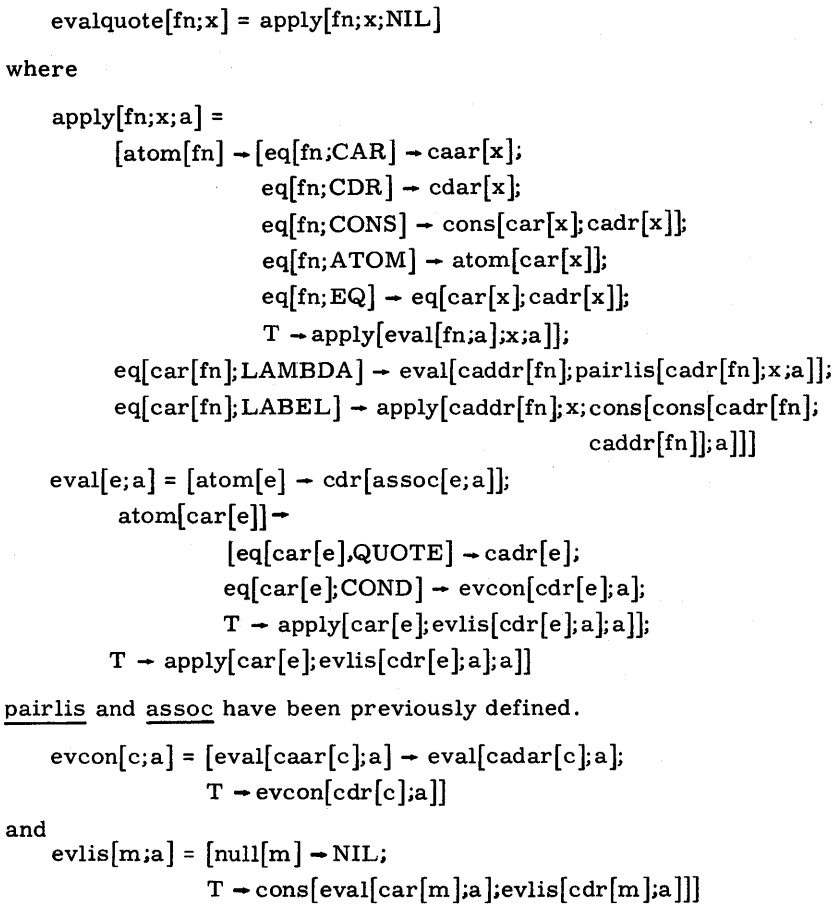 evalquote[fn;x] = apply[fn;x;NIL]
where
apply[fn;x;a] =
[atom[fn] → [eq[fn;CAR] → caar[x];
eq[fn;CDR] → cdar[x];
eq[fn;CONS] → cons[car[x];cadr[x]];
eq[fn;ATOM] → atom[car[x]];
eq[fn;EQ] → eq[car[x];cadr[x]];
T → apply[eval[fn;a];x;a]];
eq[car[fn];LAMBDA] → eval[caddr[fn];pairlis[cadr[fn];x;a]];
eq[car[fn];LABEL] → apply[caddr[fn];x;cons[cons[cadr[fn];
caddr[fn]];a]]]
eval[e;a] = [atom[e] → cdr[assoc[e;a]];
atom[car[e]] →
[eq[car[e],QUOTE] → cadr[e];
eq[car[e];COND] → evcon[cdr[e];a];
T → apply[car[e];evlis[cdr[e];a];a]];
T → apply[car[e];evlis[cdr[e];a];a]]
pairlis and assoc have been previously defined.
evcon[c;a] = [eval[caar[c];a] → eval[cadar[c];a];
T → evcon[cdr[c];a]]
and
evlis[m;a] = [null[m] → NIL;
T → cons[eval[car[m];a];evlis[cdr[m];a]]]